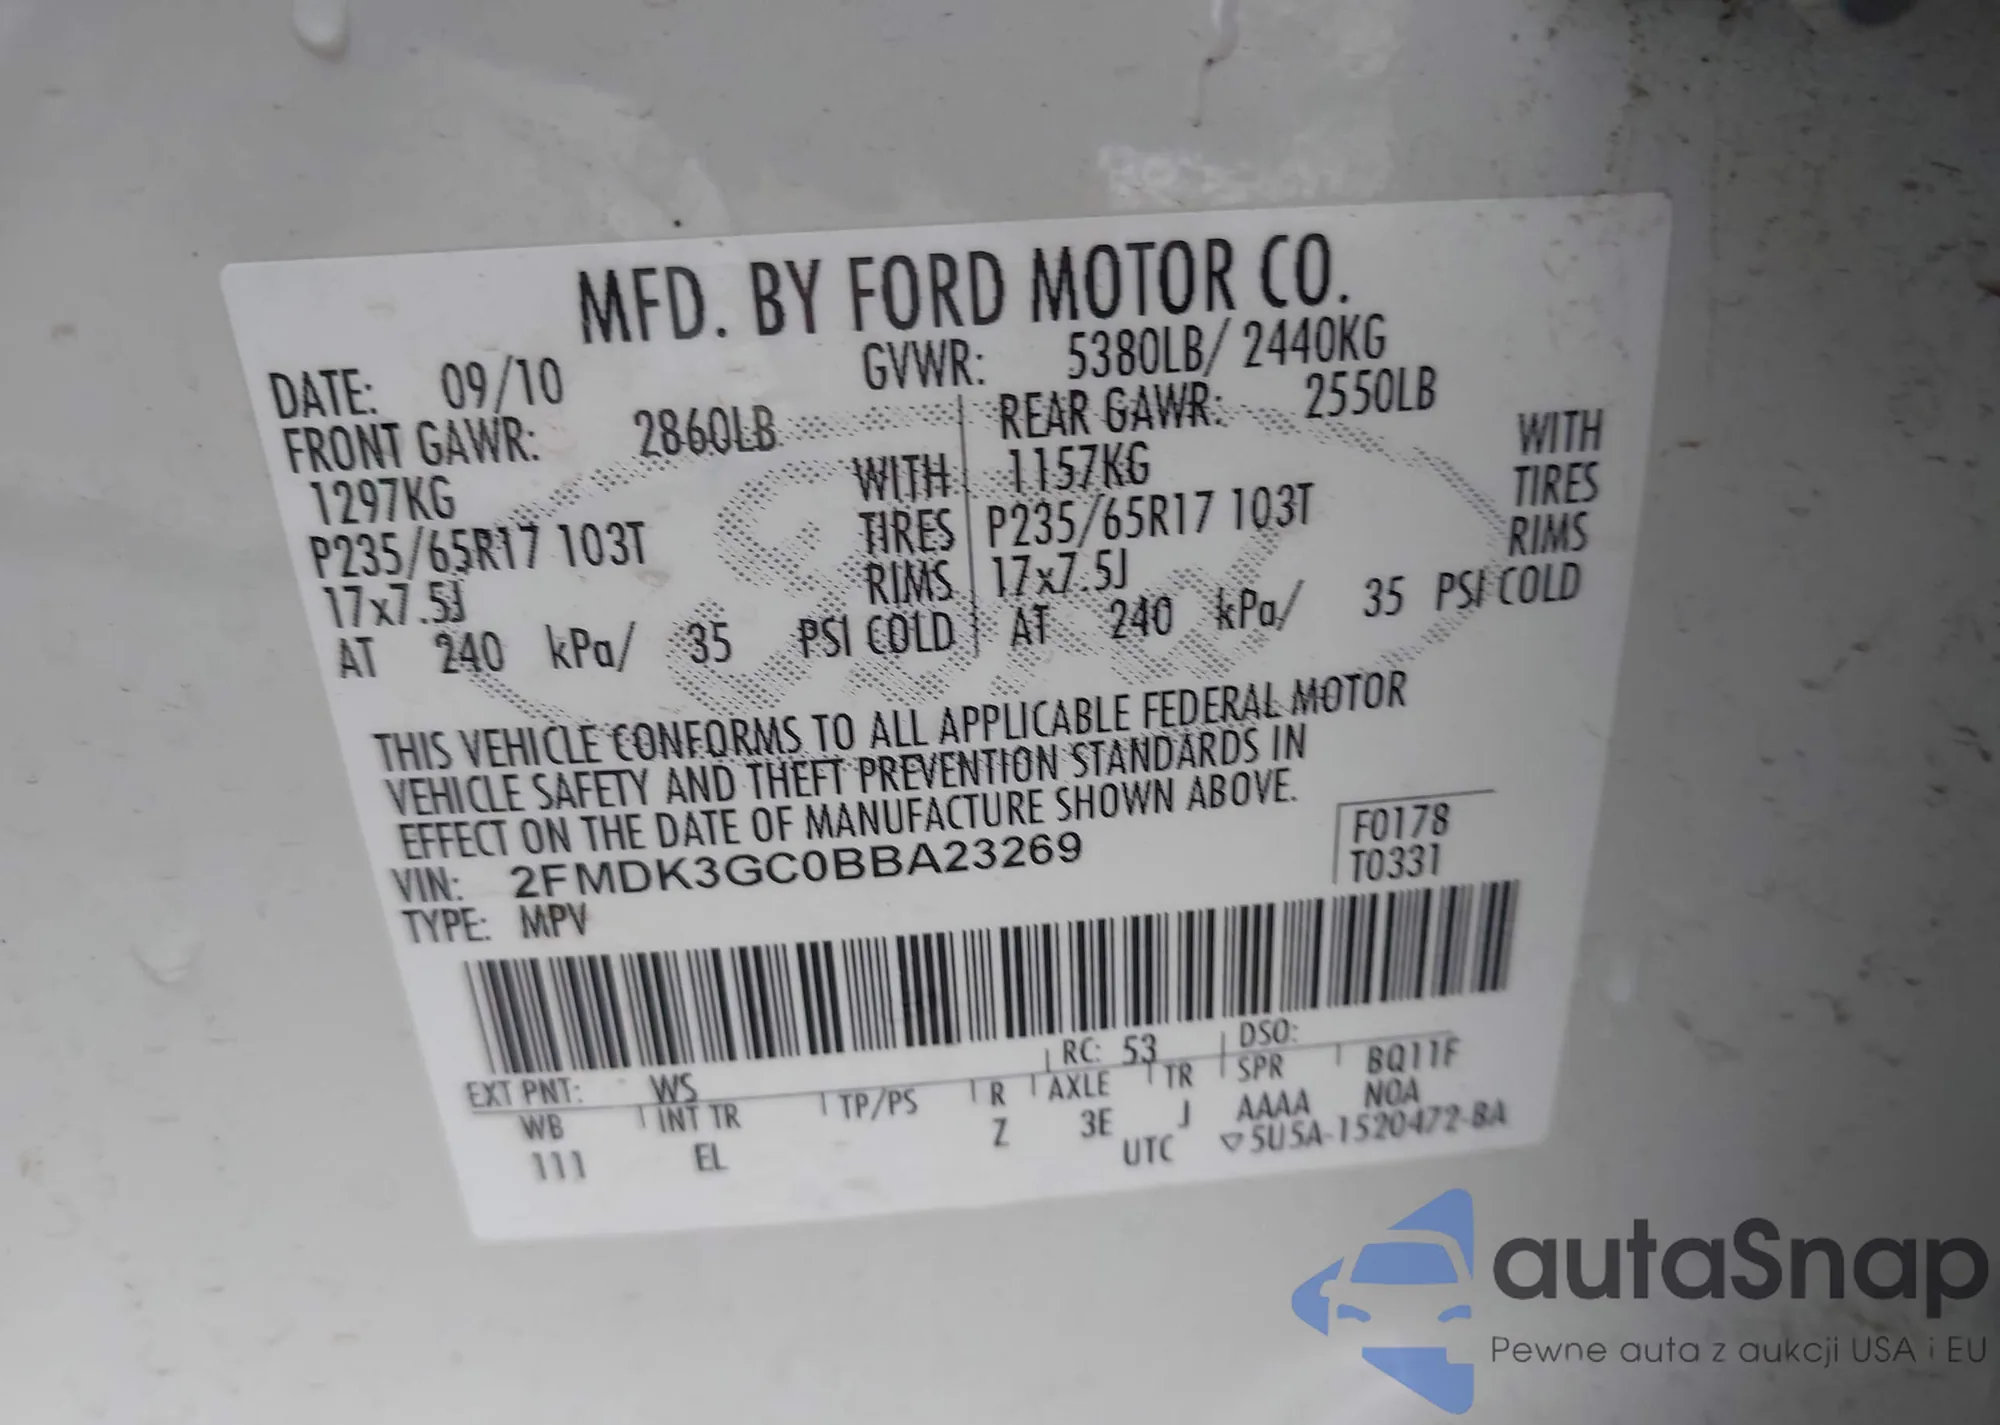 MFD. BY FORD MOTOR CO.
DATE: 09/10 GVWR: 5380LB/ 2440KG
FRONT GAWR: 2860LB REAR GAWR: 2550LB
1297KG WITH 1157KG WITH
P235/65R17 103T TIRES P235/65R17 103T TIRES
17x7.5J RIMS 17x7.5J RIMS
AT 240 kPa/ 35 PSI COLD AT 240 kPa/ 35 PSI COLD
THIS VEHICLE CONFORMS TO ALL APPLICABLE FEDERAL MOTOR
VEHICLE SAFETY AND THEFT PREVENTION STANDARDS IN
EFFECT ON THE DATE OF MANUFACTURE SHOWN ABOVE.
VIN: 2FMDK3GC0BBA23269 F0178
TYPE: MPV T0331
EXT PNT: WS RC: 53 DSO:
WB INT TR TP/PS R AXLE TR SPR BQ11F
111 EL Z 3E J AAAA NOA
UTC ▽5U5A-1520472-BA
autaSnap
Pewne auta z aukcji USA i EU